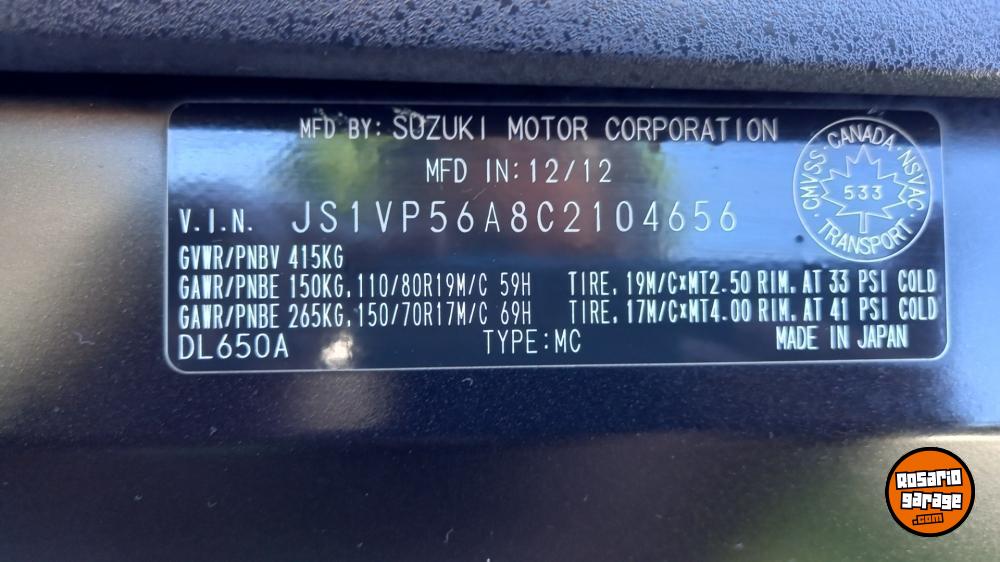 MFD BY: SUZUKI MOTOR CORPORATION
MFD IN: 12/12
V.I.N. JS1VP56A8C2104656
GVWR/PNBV 415KG
GAWR/PNBE 150KG, 110/80R19M/C 59H TIRE, 19M/C×MT2.50 RIM, AT 33 PSI COLD
GAWR/PNBE 265KG, 150/70R17M/C 69H TIRE, 17M/C×MT4.00 RIM, AT 41 PSI COLD
DL650A TYPE:MC MADE IN JAPAN
CMVSS · CANADA · NSVAC
533
TRANSPORT
Rosario
garage
.com